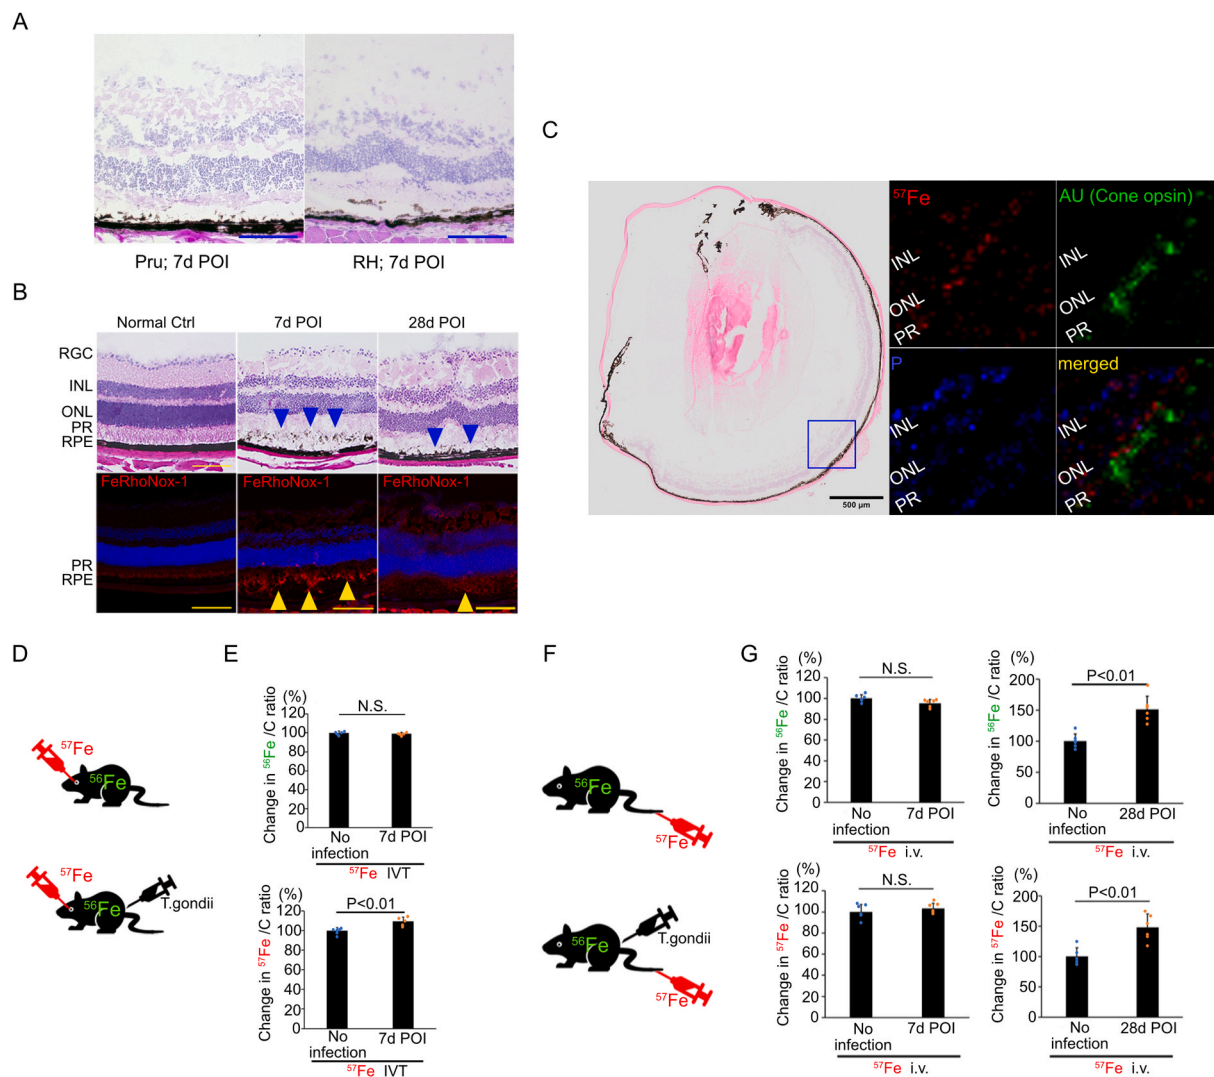 A
Pru; 7d POI
RH; 7d POI
B
Normal Ctrl
7d POI
28d POI
RGC
INL
ONL
PR
RPE
FeRhoNox-1
FeRhoNox-1
FeRhoNox-1
PR
RPE
C
500 μm
57Fe
INL
ONL
PR
AU (Cone opsin)
INL
ONL
PR
P
INL
ONL
PR
merged
INL
ONL
PR
D
57Fe
56Fe
57Fe
56Fe
T.gondii
E
(%)
Change in 56Fe /C ratio
120
100
80
60
40
20
0
N.S.
No infection
7d POI
57Fe IVT
(%)
Change in 57Fe /C ratio
120
100
80
60
40
20
0
P<0.01
No infection
7d POI
57Fe IVT
F
56Fe
57Fe
56Fe
T.gondii
57Fe
G
(%)
Change in 56Fe /C ratio
120
100
80
60
40
20
0
N.S.
No infection
7d POI
57Fe i.v.
(%)
Change in 56Fe /C ratio
200
150
100
50
0
P<0.01
No infection
28d POI
57Fe i.v.
(%)
Change in 57Fe /C ratio
120
100
80
60
40
20
0
N.S.
No infection
7d POI
57Fe i.v.
(%)
Change in 57Fe /C ratio
200
150
100
50
0
P<0.01
No infection
28d POI
57Fe i.v.